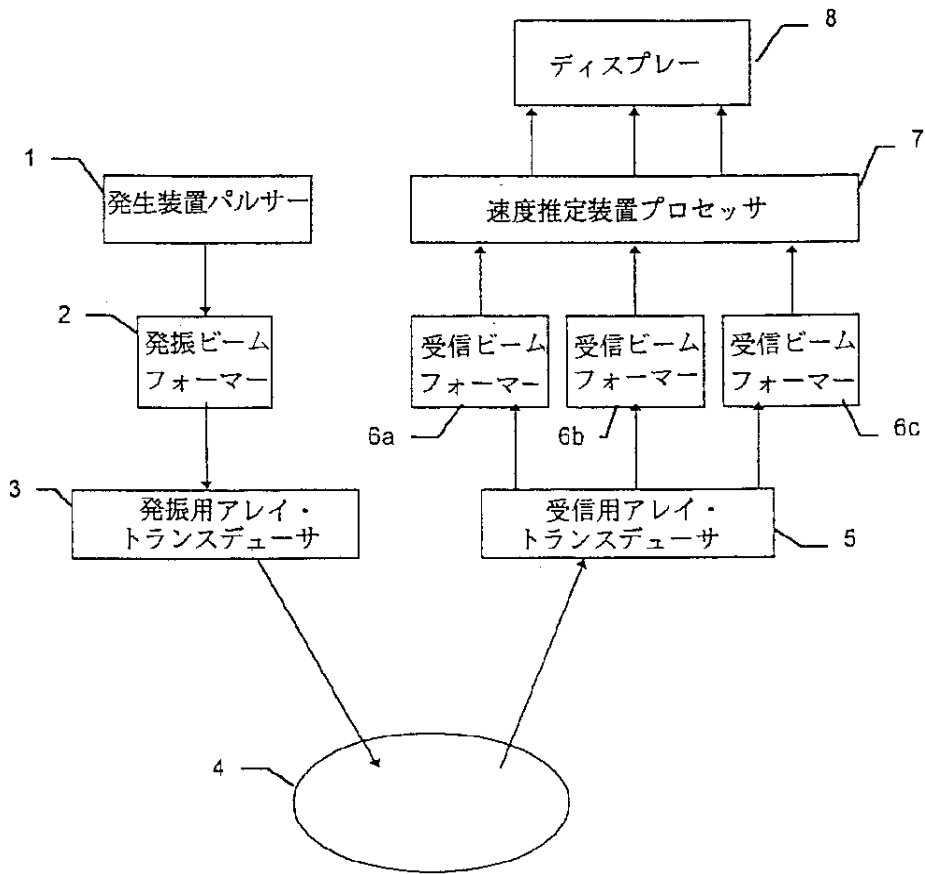 8
ディスプレー
1
7
発生装置パルサー
速度推定装置プロセッサ
2
発振ビーム
フォーマー
受信ビーム
フォーマー
受信ビーム
フォーマー
受信ビーム
フォーマー
6a
6b
6c
3
発振用アレイ・
トランスデューサ
受信用アレイ・
トランスデューサ
5
4